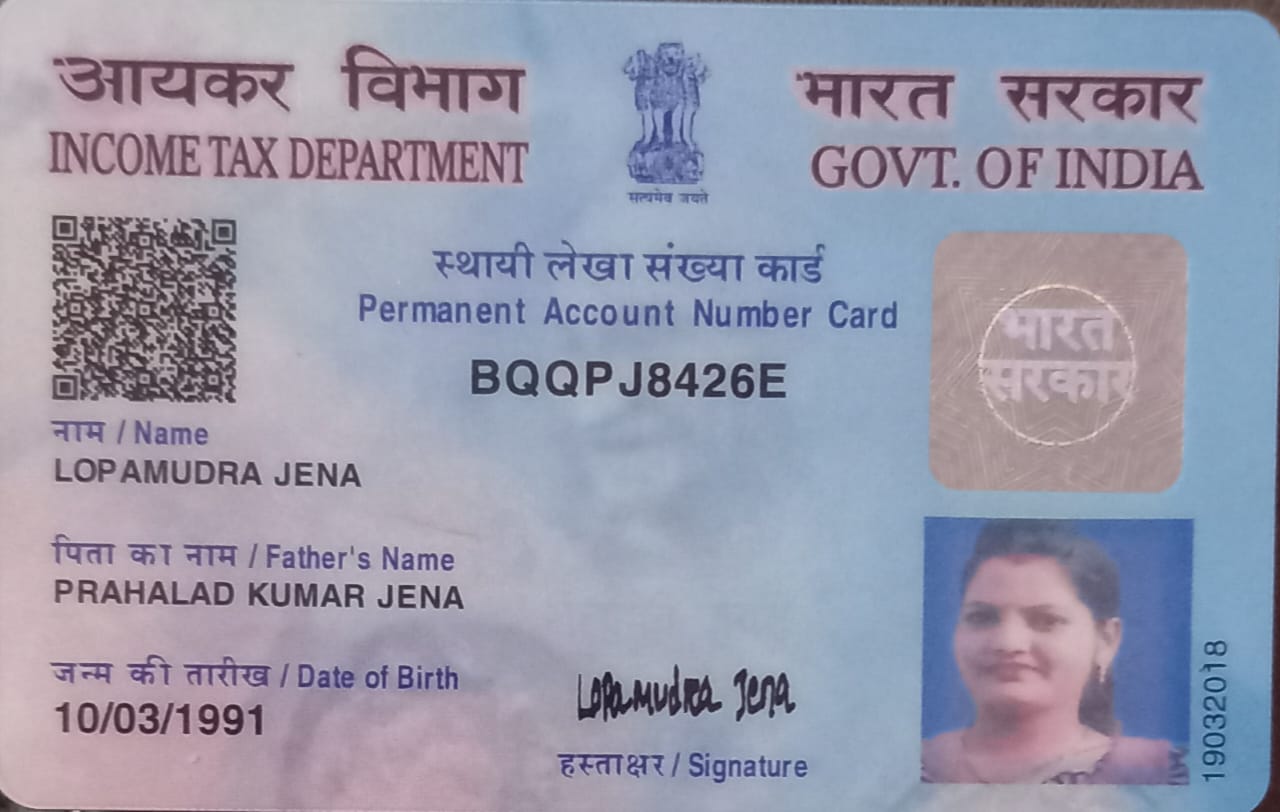 आयकर विभाग
INCOME TAX DEPARTMENT
सत्यमेव जयते
भारत सरकार
GOVT. OF INDIA
स्थायी लेखा संख्या कार्ड
Permanent Account Number Card
BQQPJ8426E
भारत
सरकार
नाम / Name
LOPAMUDRA JENA
पिता का नाम / Father's Name
PRAHALAD KUMAR JENA
जन्म की तारीख / Date of Birth
10/03/1991
Lopamudra Jena
हस्ताक्षर / Signature
19032018